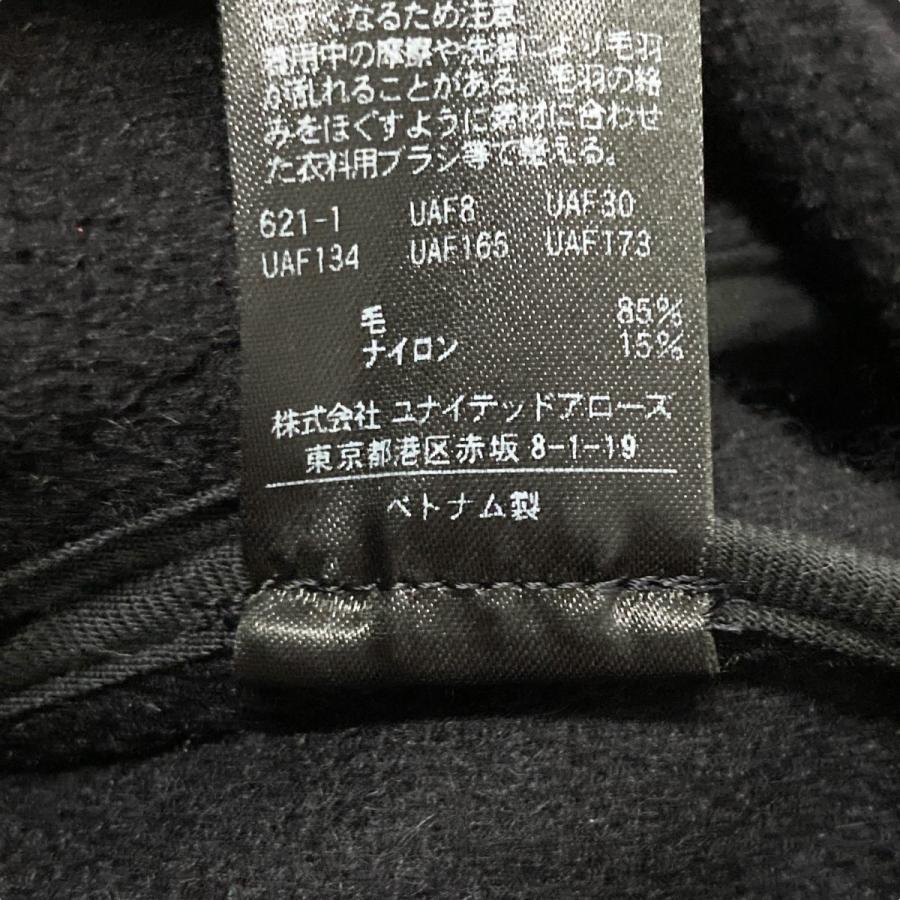 やすくなるため注意
着用中の摩擦や洗濯により毛羽
が乱れることがある。毛羽の絡
みをほぐすように素材に合わせ
た衣料用ブラシ等で整える。
621-1 UAF8 UAF30
UAF134 UAF165 UAF173
毛 85%
ナイロン 15%
株式会社 ユナイテッドアローズ
東京都港区赤坂 8-1-19
ベトナム製